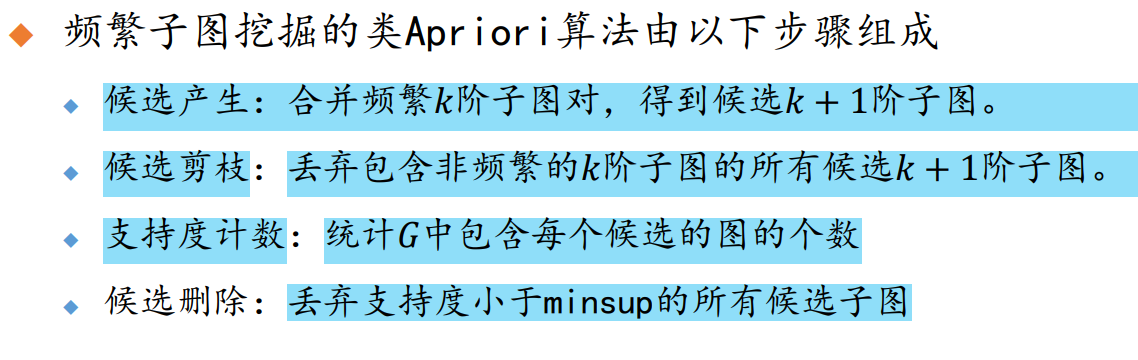 频繁子图挖掘的类Apriori算法由以下步骤组成
候选产生：合并频繁k阶子图对，得到候选k + 1阶子图。
候选剪枝：丢弃包含非频繁的k阶子图的所有候选k + 1阶子图。
支持度计数：统计G中包含每个候选的图的个数
候选删除：丢弃支持度小于minsup的所有候选子图